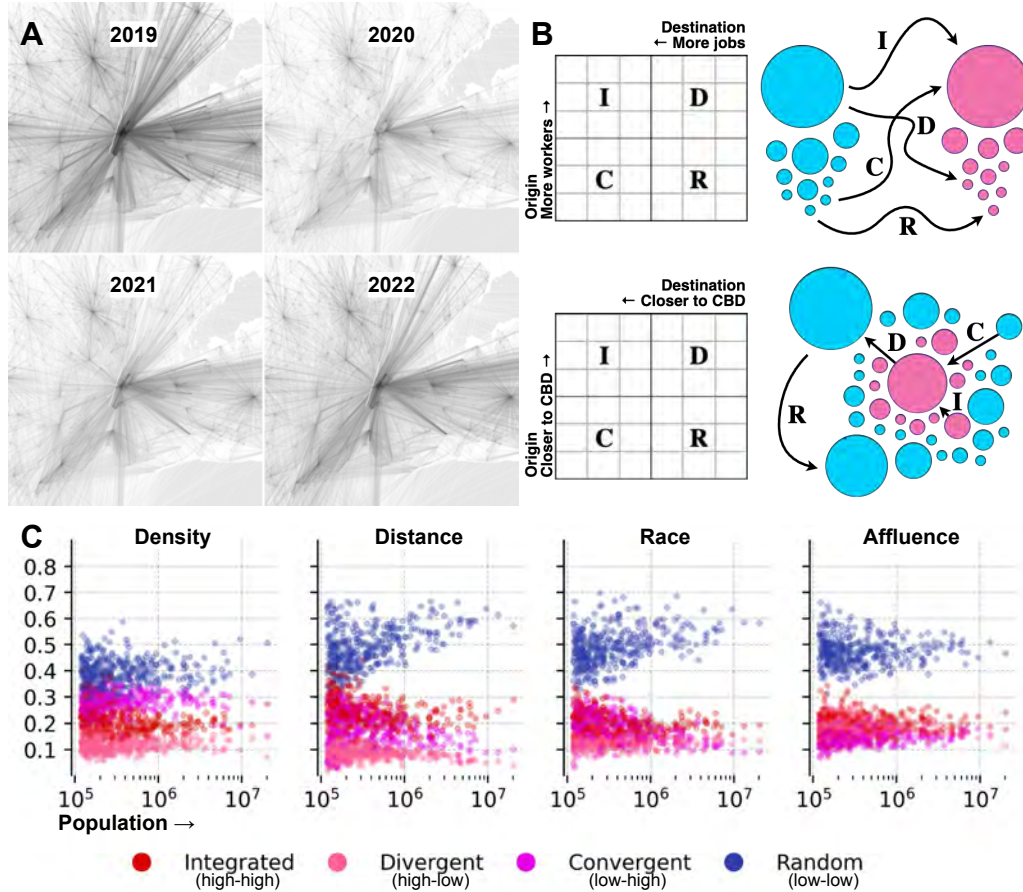 A
2019
2020
2021
2022
B
Destination
← More jobs
Origin
More workers →
I D
C R
I
D
C
R
Destination
← Closer to CBD
Origin
Closer to CBD →
I D
C R
D
C
I
R
C
Density
Distance
Race
Affluence
0.8
0.7
0.6
0.5
0.4
0.3
0.2
0.1
10⁵ 10⁶ 10⁷
10⁵ 10⁶ 10⁷
10⁵ 10⁶ 10⁷
10⁵ 10⁶ 10⁷
Population →
Integrated
(high-high)
Divergent
(high-low)
Convergent
(low-high)
Random
(low-low)